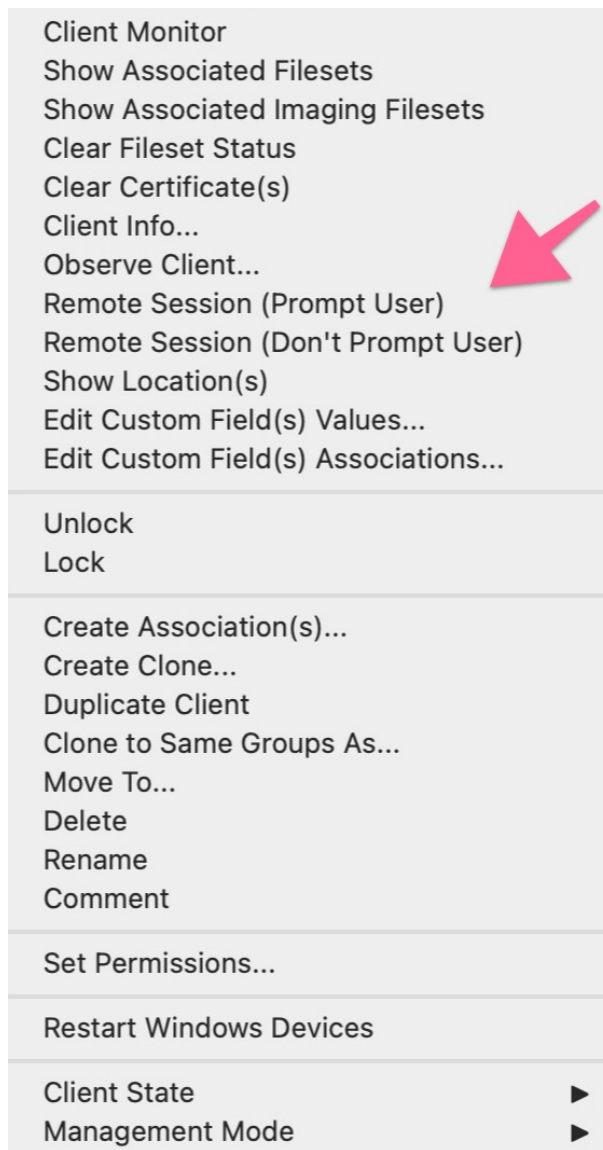 Client Monitor
Show Associated Filesets
Show Associated Imaging Filesets
Clear Fileset Status
Clear Certificate(s)
Client Info...
Observe Client...
Remote Session (Prompt User)
Remote Session (Don't Prompt User)
Show Location(s)
Edit Custom Field(s) Values...
Edit Custom Field(s) Associations...
Unlock
Lock
Create Association(s)...
Create Clone...
Duplicate Client
Clone to Same Groups As...
Move To...
Delete
Rename
Comment
Set Permissions...
Restart Windows Devices
Client State
Management Mode